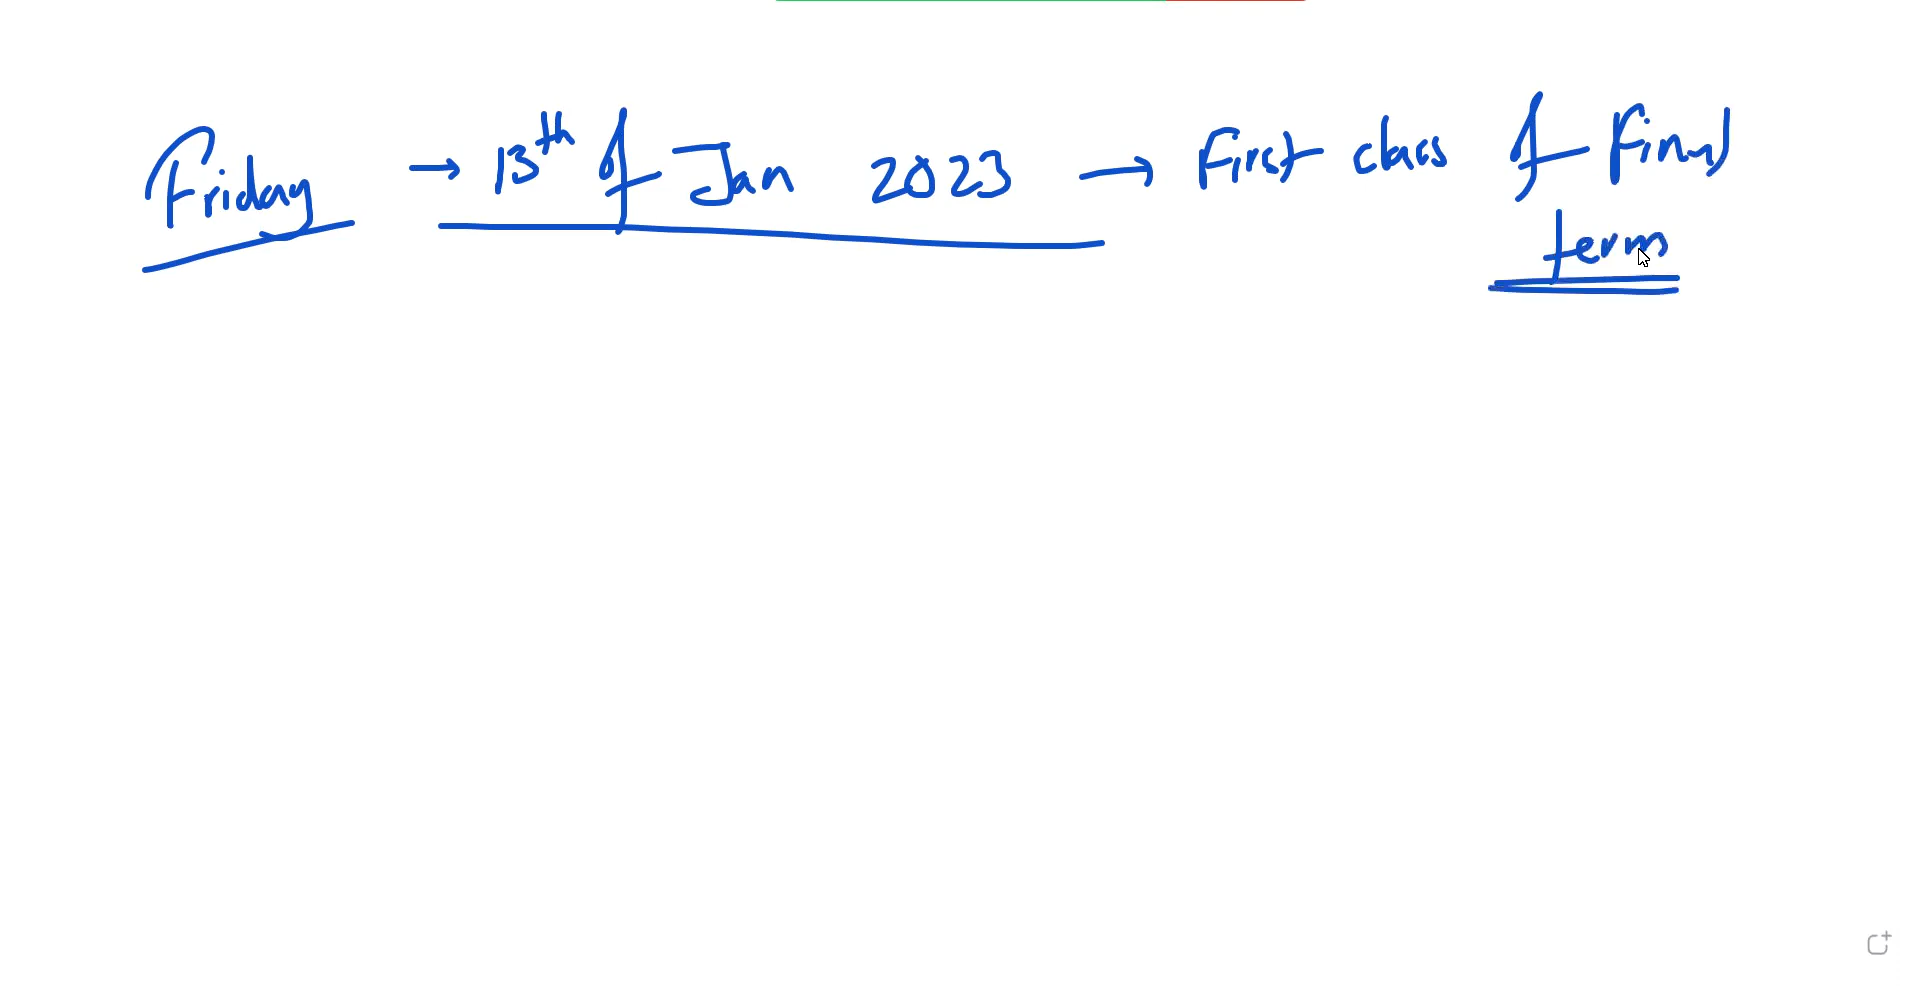 Friday → 13th of Jan 2023 → First class of final
term